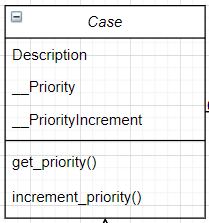 Case
Description
__Priority
__PriorityIncrement
get_priority()
increment_priority()